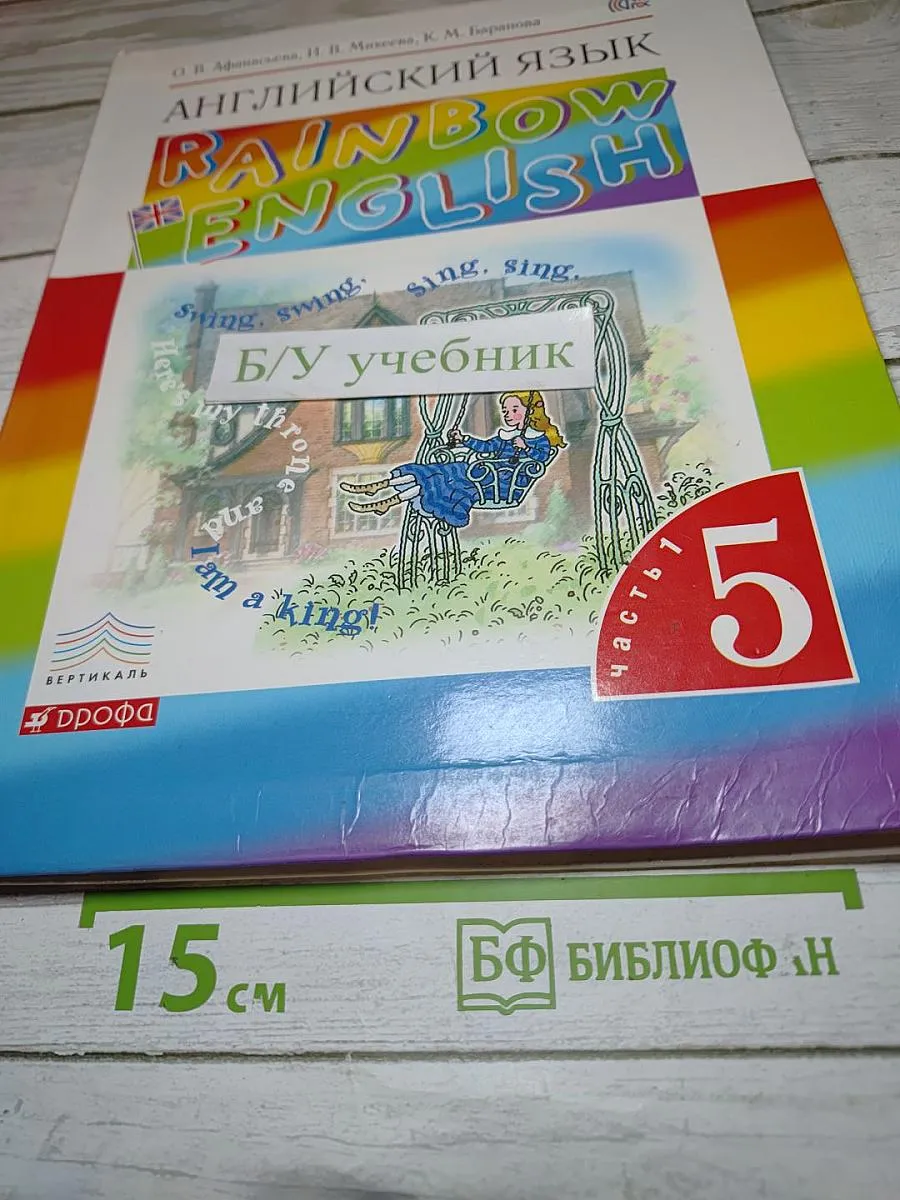 О. В. Афанасьева, И. В. Михеева, К. М. Баранова
АНГЛИЙСКИЙ ЯЗЫК
RAINBOW
ENGLISH
swing, swing,
sing, sing,
Here's my throne
and
I am a king!
Б/У учебник
часть 1
5
ВЕРТИКАЛЬ
дрофа
15 см
БФ БИБЛИОФ